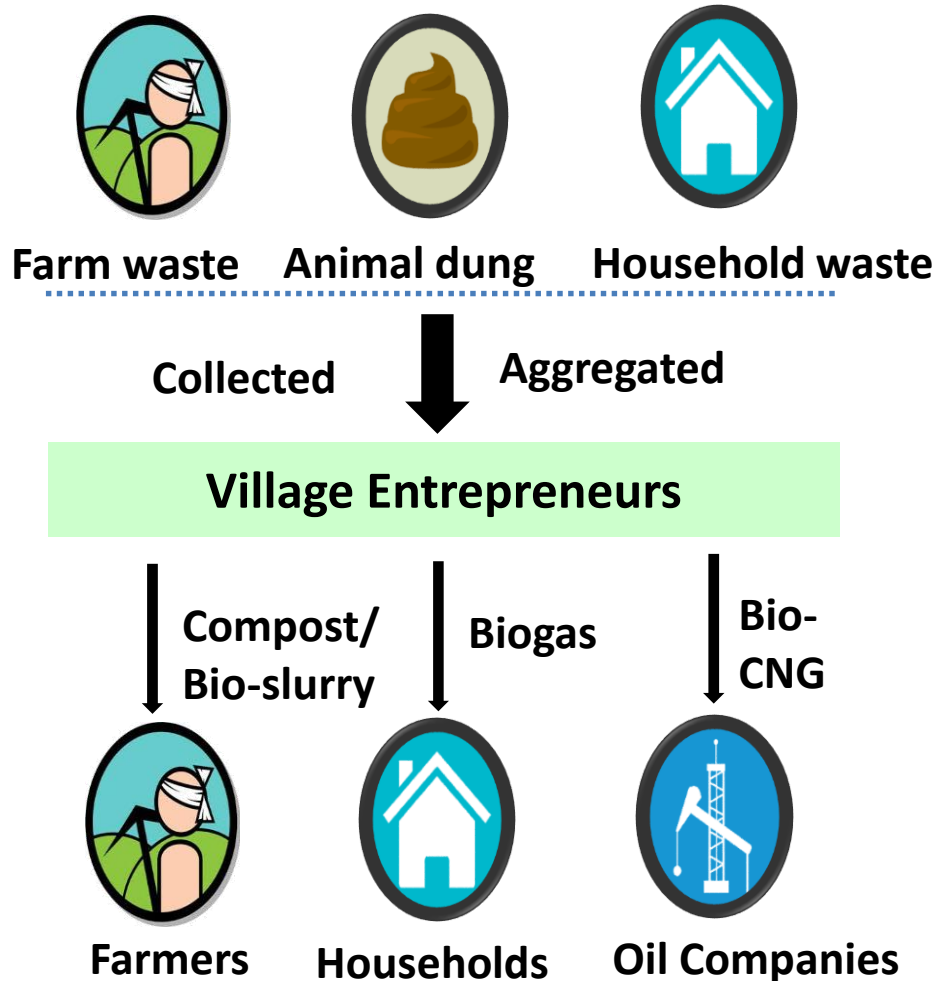 Farm waste
Animal dung
Household waste
Collected
Aggregated
Village Entrepreneurs
Compost/
Bio-slurry
Biogas
Bio-
CNG
Farmers
Households
Oil Companies